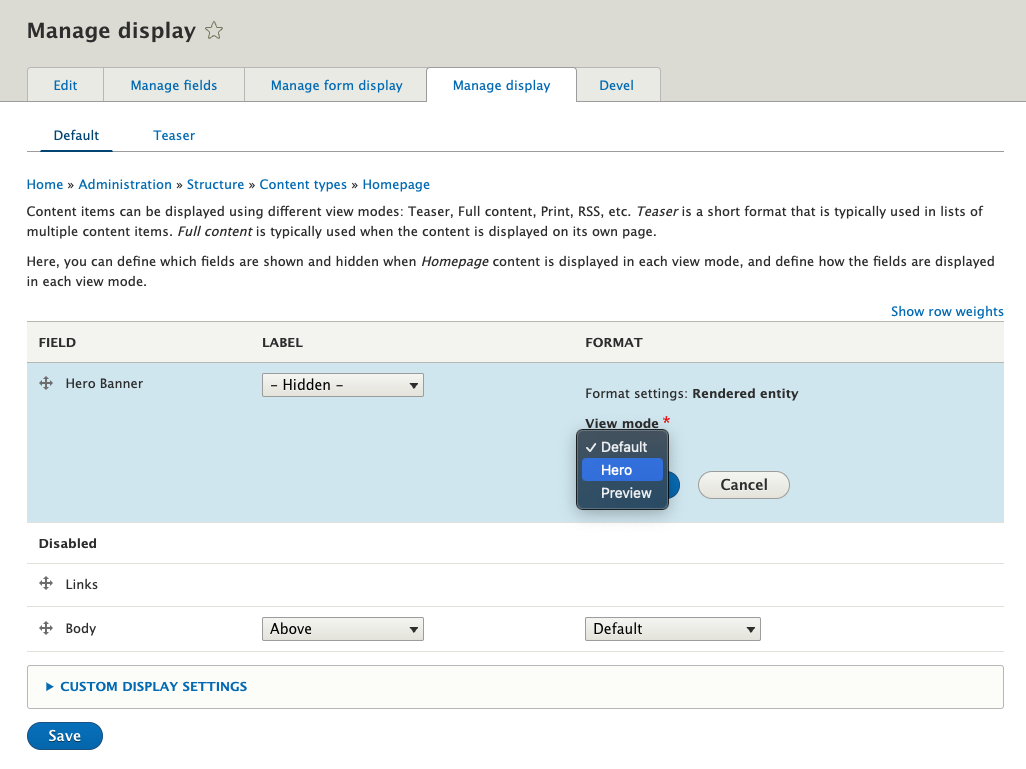 Manage display
Edit
Manage fields
Manage form display
Manage display
Devel
Default
Teaser
Home » Administration » Structure » Content types » Homepage
Content items can be displayed using different view modes: Teaser, Full content, Print, RSS, etc. Teaser is a short format that is typically used in lists of
multiple content items. Full content is typically used when the content is displayed on its own page.
Here, you can define which fields are shown and hidden when Homepage content is displayed in each view mode, and define how the fields are displayed
in each view mode.
Show row weights
FIELD LABEL FORMAT
Hero Banner
- Hidden -
Format settings: Rendered entity
View mode *
✓ Default
Hero
Preview
Cancel
Disabled
Links
Body
Above
Default
CUSTOM DISPLAY SETTINGS
Save